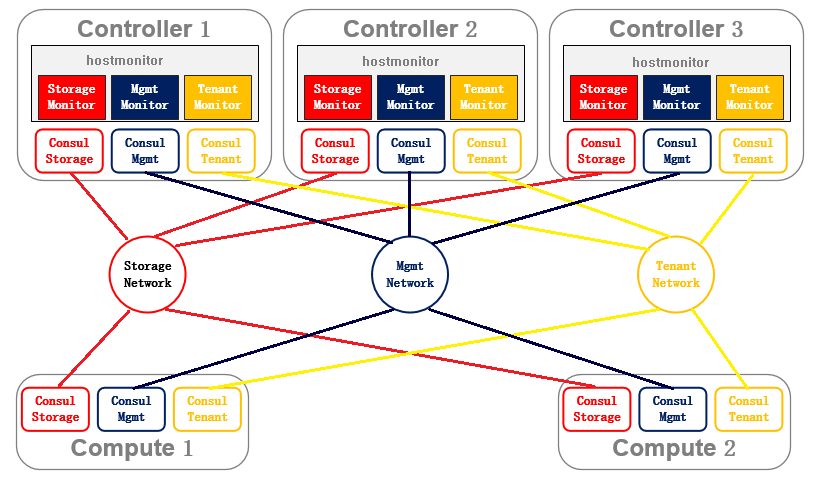 Controller 1
hostmonitor
Storage
Monitor
Mgmt
Monitor
Tenant
Monitor
Consul
Storage
Consul
Mgmt
Consul
Tenant
Controller 2
hostmonitor
Storage
Monitor
Mgmt
Monitor
Tenant
Monitor
Consul
Storage
Consul
Mgmt
Consul
Tenant
Controller 3
hostmonitor
Storage
Monitor
Mgmt
Monitor
Tenant
Monitor
Consul
Storage
Consul
Mgmt
Consul
Tenant
Storage
Network
Mgmt
Network
Tenant
Network
Consul
Storage
Consul
Mgmt
Consul
Tenant
Compute 1
Consul
Storage
Consul
Mgmt
Consul
Tenant
Compute 2